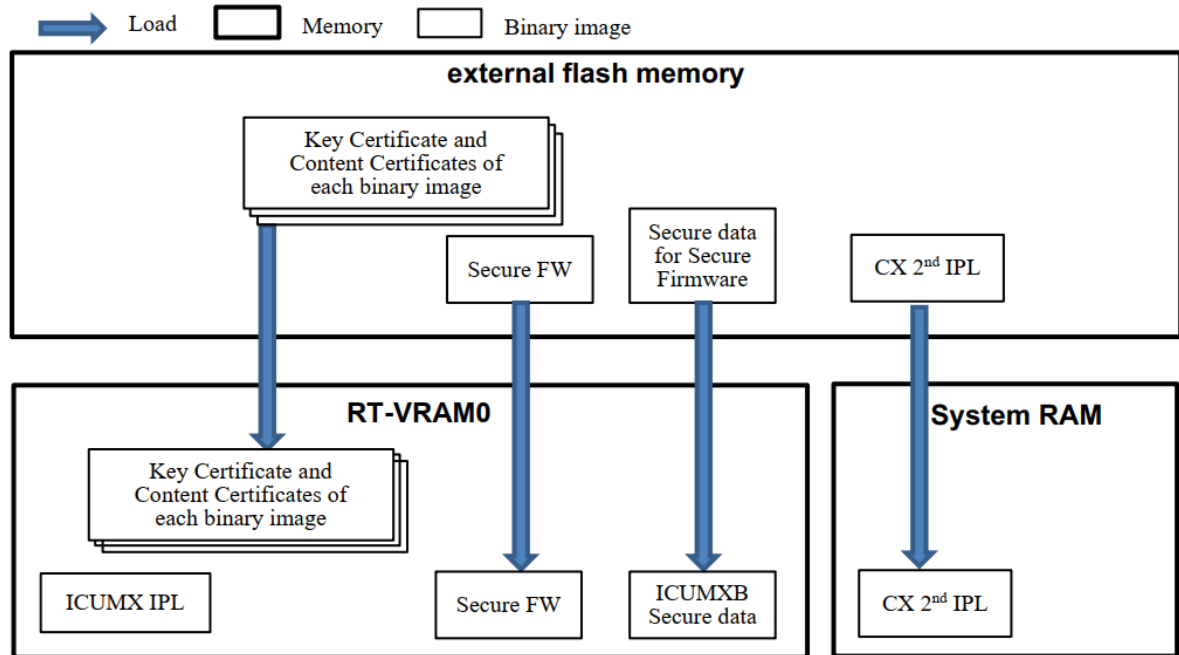 Load
Memory
Binary image
external flash memory
Key Certificate and
Content Certificates of
each binary image
Secure FW
Secure data
for Secure
Firmware
CX 2nd IPL
RT-VRAM0
System RAM
Key Certificate and
Content Certificates of
each binary image
ICUMX IPL
Secure FW
ICUMXB
Secure data
CX 2nd IPL